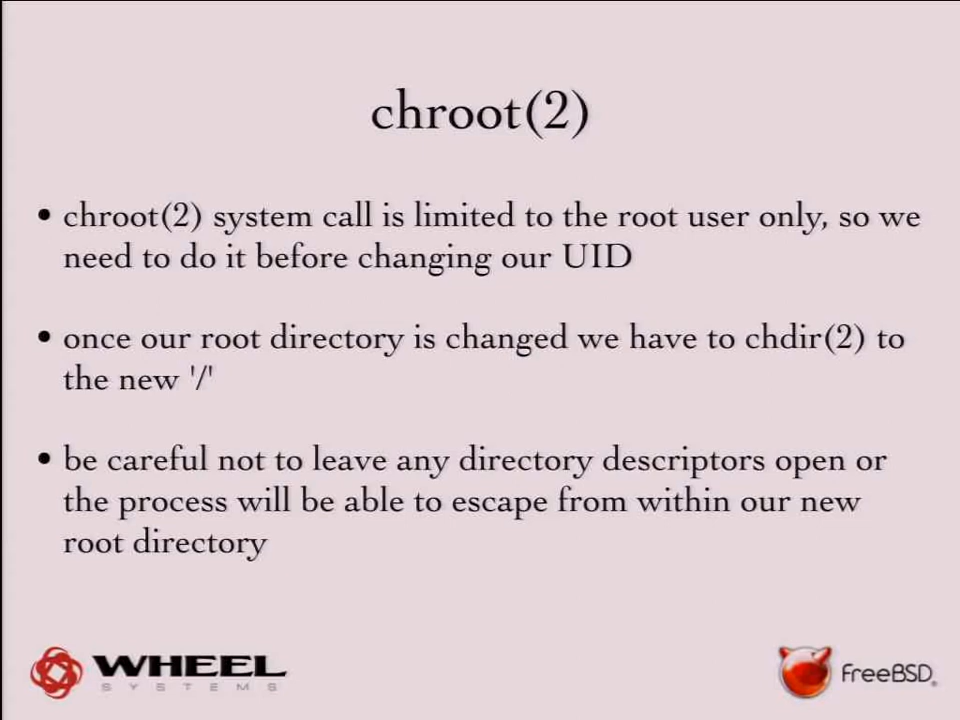 chroot(2)
• chroot(2) system call is limited to the root user only, so we
need to do it before changing our UID
• once our root directory is changed we have to chdir(2) to
the new '/'
• be careful not to leave any directory descriptors open or
the process will be able to escape from within our new
root directory
WHEEL
SYSTEMS
FreeBSD.